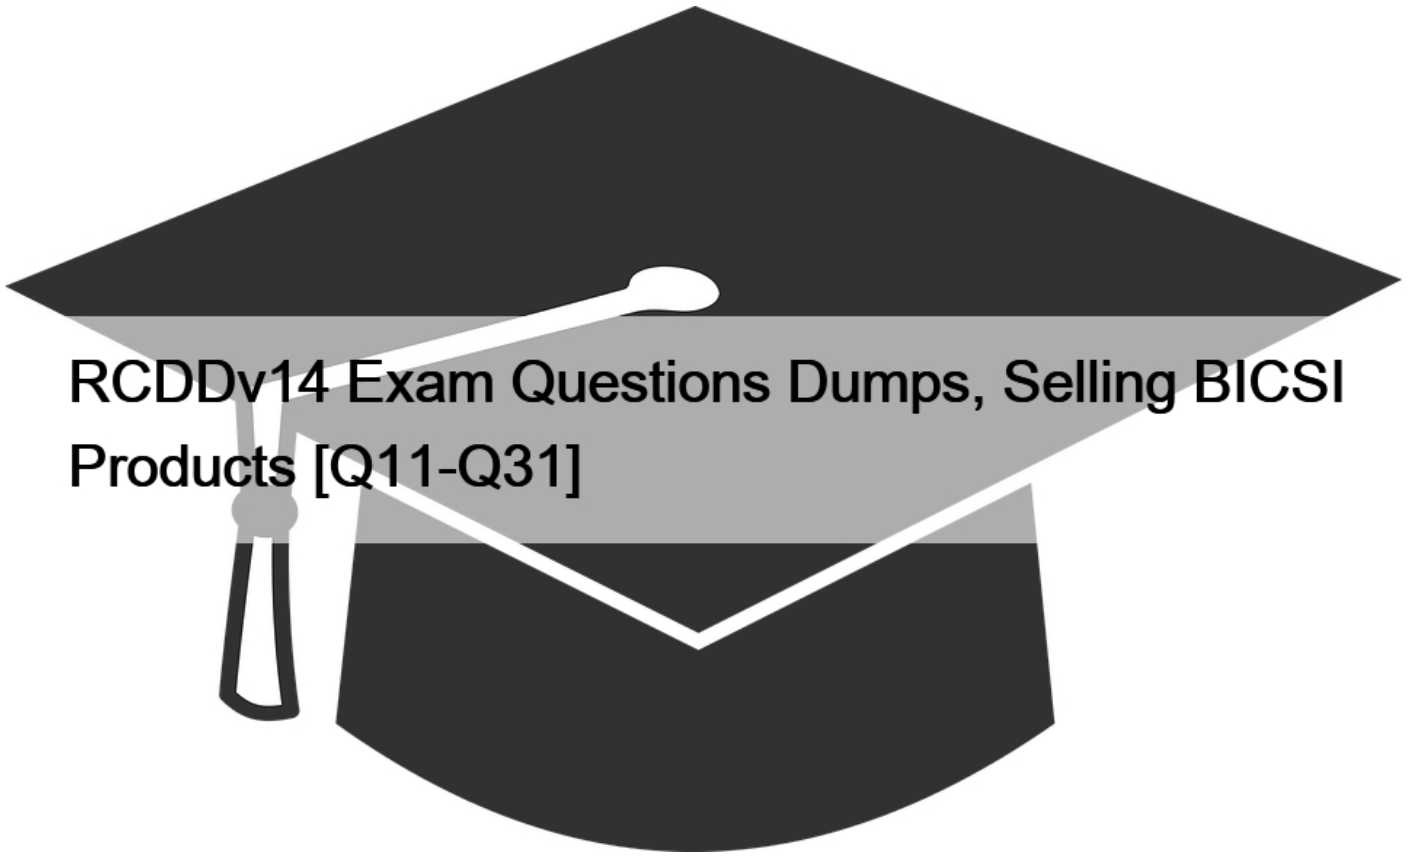 RCDDv14 Exam Questions Dumps, Selling BICSI
Products [Q11-Q31]